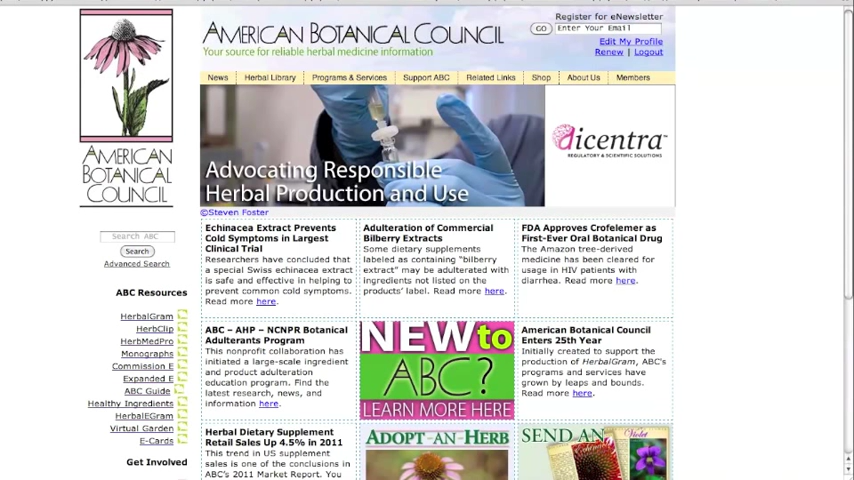 AMERICAN BOTANICAL COUNCIL
Your source for reliable herbal medicine information
Register for eNewsletter
GO Enter Your Email
Edit My Profile
Renew | Logout
News
Herbal Library
Programs & Services
Support ABC
Related Links
Shop
About Us
Members
AMERICAN
BOTANICAL
COUNCIL
Advocating Responsible
Herbal Production and Use
dicentra
REGULATORY & SCIENTIFIC SOLUTIONS
©Steven Foster
Search ABC
Search
Advanced Search
ABC Resources
HerbalGram
HerbClip
HerbMedPro
Monographs
Commission E
Expanded E
ABC Guide
Healthy Ingredients
HerbalEGram
Virtual Garden
E-Cards
Get Involved
Echinacea Extract Prevents
Cold Symptoms in Largest
Clinical Trial
Researchers have concluded that
a special Swiss echinacea extract
is safe and effective in helping to
prevent common cold symptoms.
Read more here.
Adulteration of Commercial
Bilberry Extracts
Some dietary supplements
labeled as containing "bilberry
extract" may be adulterated with
ingredients not listed on the
products' label. Read more here.
FDA Approves Crofelemer as
First-Ever Oral Botanical Drug
The Amazon tree-derived
medicine has been cleared for
usage in HIV patients with
diarrhea. Read more here.
ABC – AHP – NCNPR Botanical
Adulterants Program
This nonprofit collaboration has
initiated a large-scale ingredient
and product adulteration
education program. Find the
latest research, news, and
information here.
NEW to
ABC?
LEARN MORE HERE
American Botanical Council
Enters 25th Year
Initially created to support the
production of HerbalGram, ABC's
programs and services have
grown by leaps and bounds.
Read more here.
Herbal Dietary Supplement
Retail Sales Up 4.5% in 2011
This trend in US supplement
sales is one of the conclusions in
ABC's 2011 Market Report. You
ADOPT-AN-HERB
SEND AN
Violet